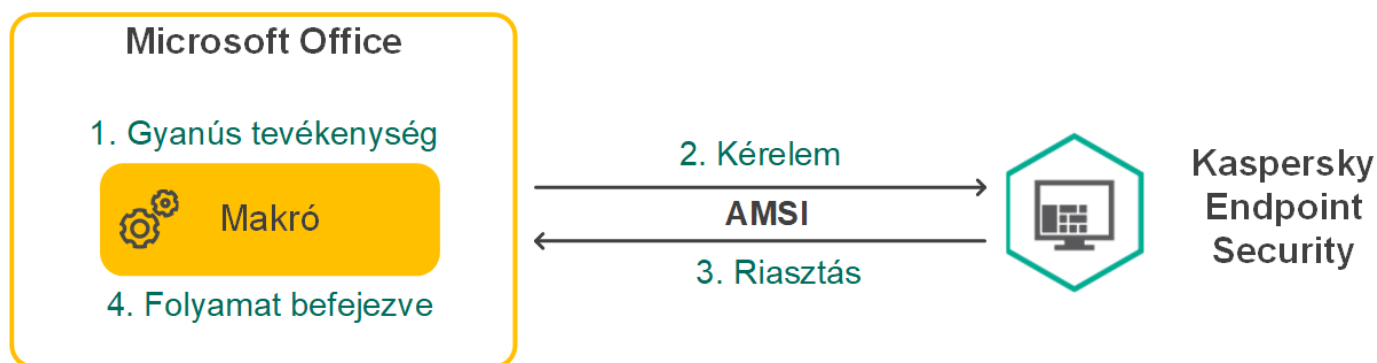 Microsoft Office
1. Gyanús tevékenység
Makró
4. Folyamat befejezve
2. Kérelem
AMSI
3. Riasztás
Kaspersky
Endpoint
Security